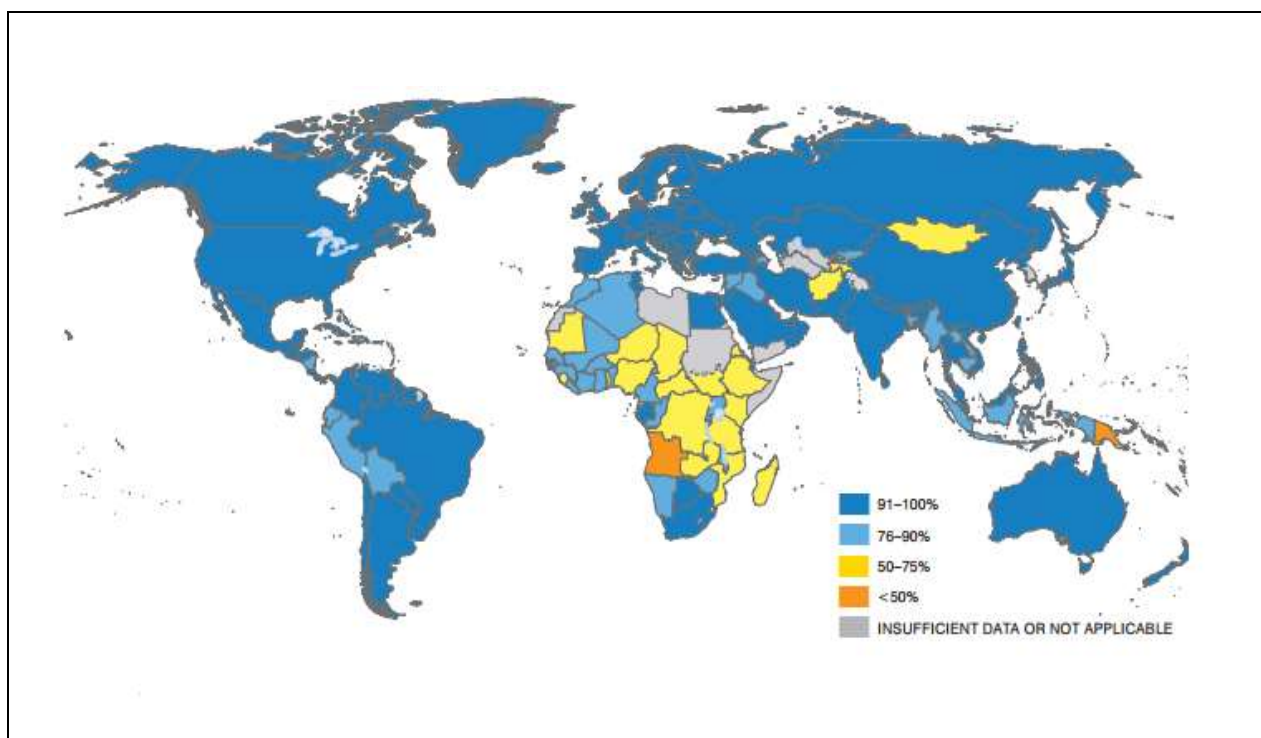 91–100%
76–90%
50–75%
<50%
INSUFFICIENT DATA OR NOT APPLICABLE